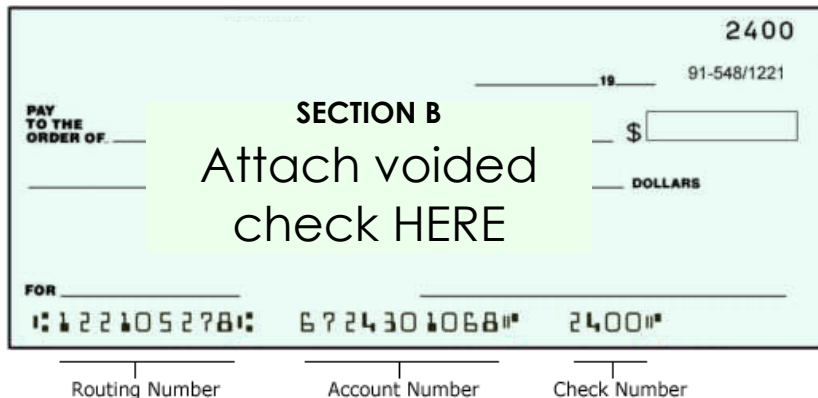 2400
19 91-548/1221
PAY
TO THE
ORDER OF
$
SECTION B
Attach voided
check HERE
DOLLARS
FOR
⑆122105278⑆ 6724301068⑈ 2400⑈
Routing Number Account Number Check Number